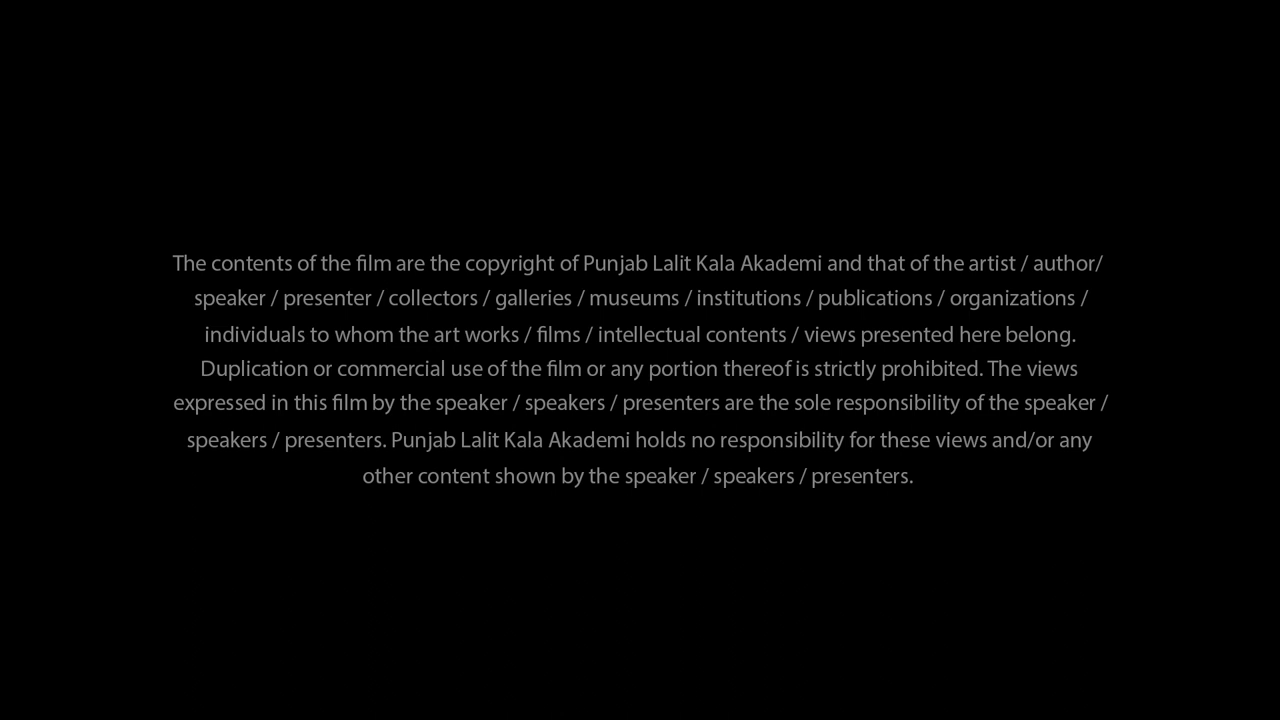 The contents of the film are the copyright of Punjab Lalit Kala Akademi and that of the artist / author/
speaker / presenter / collectors / galleries / museums / institutions / publications / organizations /
individuals to whom the art works / films / intellectual contents / views presented here belong.
Duplication or commercial use of the film or any portion thereof is strictly prohibited. The views
expressed in this film by the speaker / speakers / presenters are the sole responsibility of the speaker /
speakers / presenters. Punjab Lalit Kala Akademi holds no responsibility for these views and/or any
other content shown by the speaker / speakers / presenters.